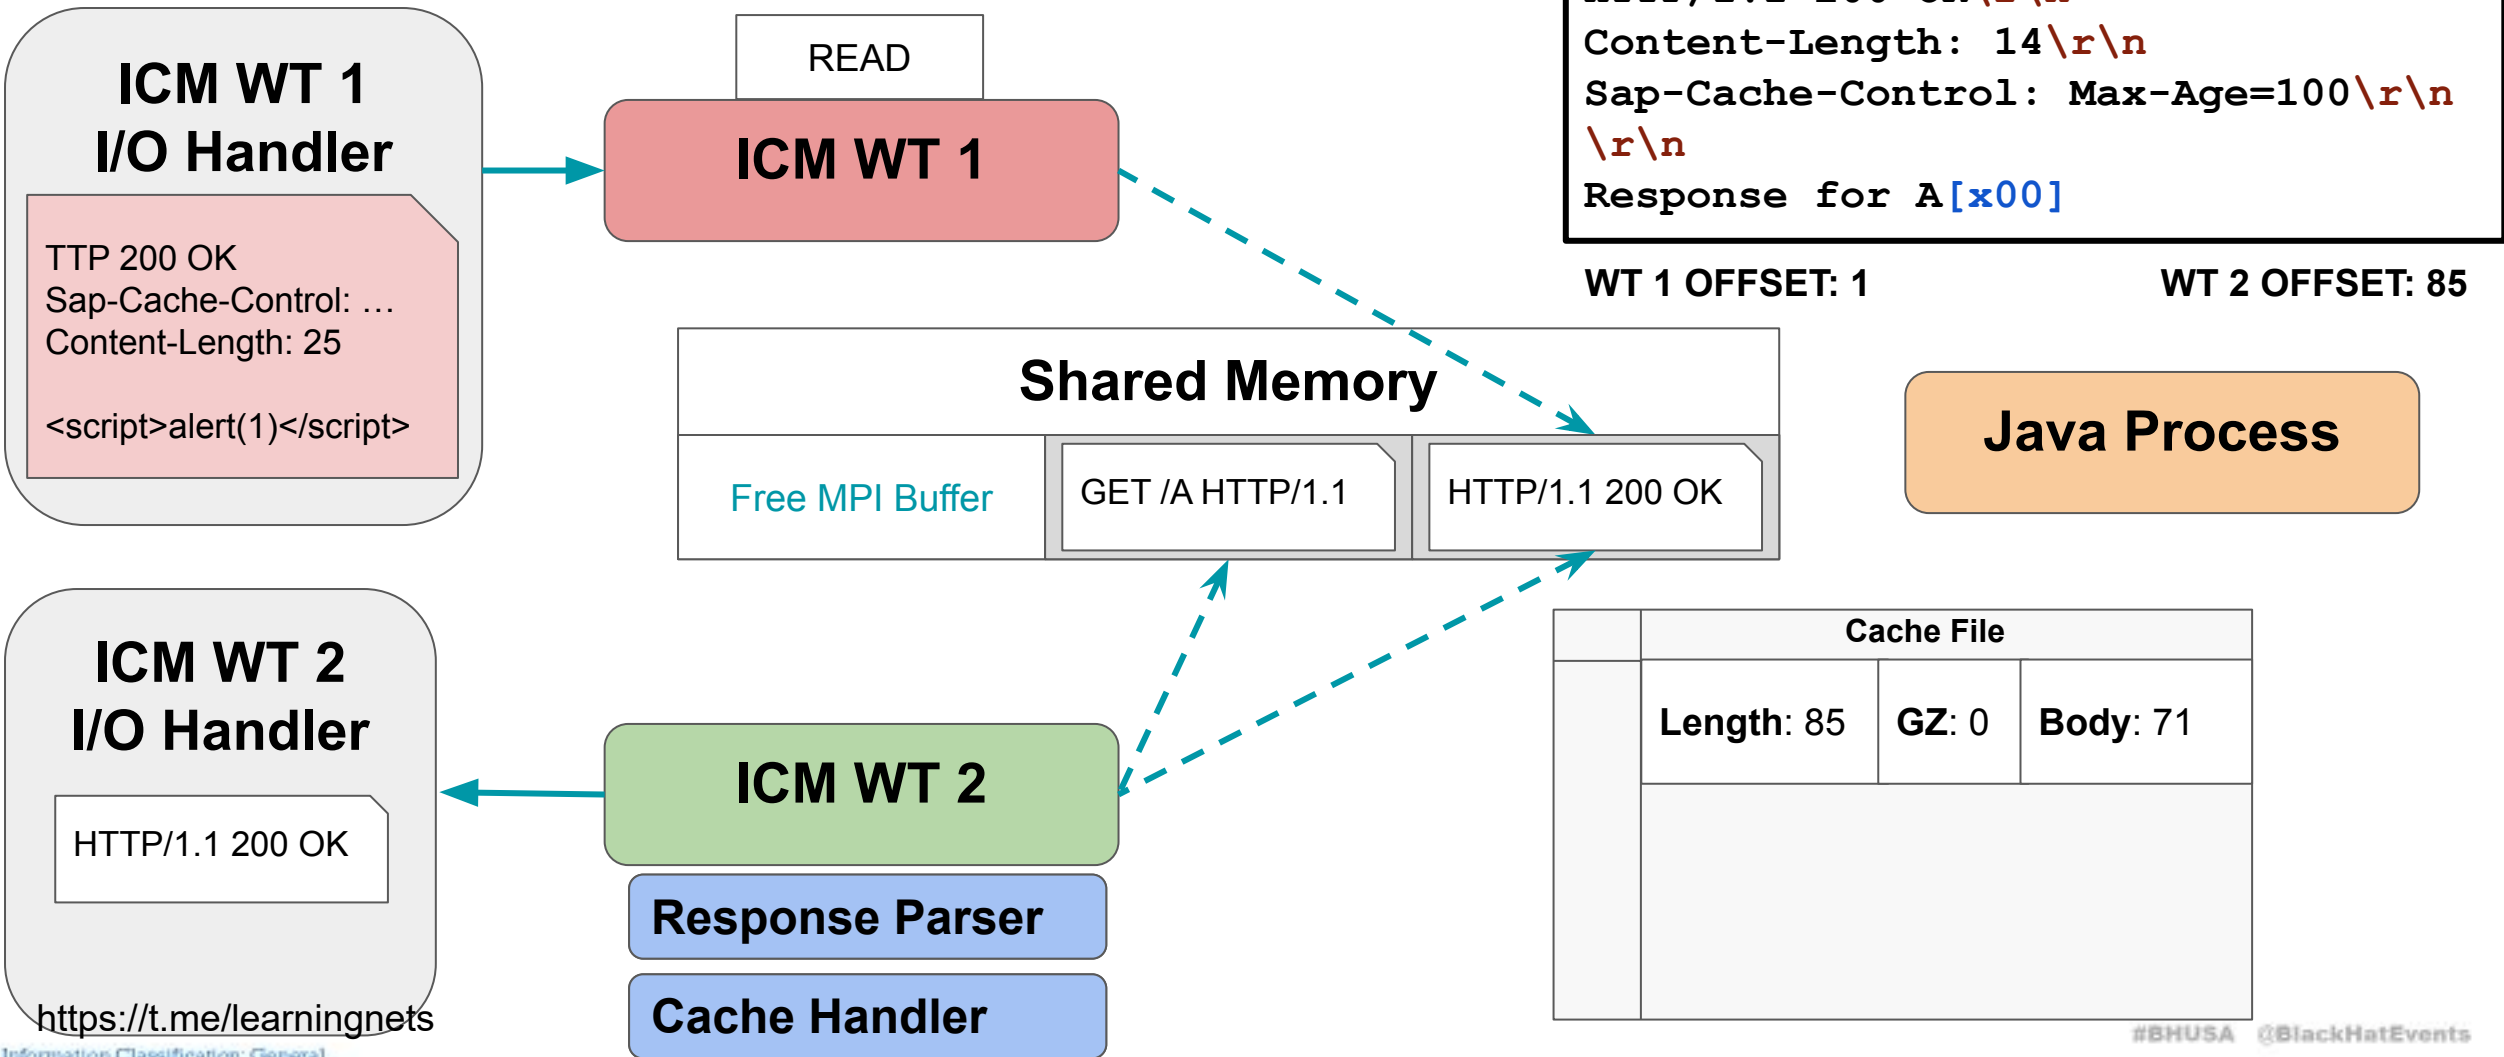 ICM WT 1
I/O Handler
TTP 200 OK
Sap-Cache-Control: …
Content-Length: 25
<script>alert(1)</script>
READ
ICM WT 1
Content-Length: 14\r\n
Sap-Cache-Control: Max-Age=100\r\n
\r\n
Response for A[x00]
WT 1 OFFSET: 1
WT 2 OFFSET: 85
Shared Memory
Free MPI Buffer
GET /A HTTP/1.1
HTTP/1.1 200 OK
Java Process
ICM WT 2
I/O Handler
HTTP/1.1 200 OK
https://t.me/learningnets
ICM WT 2
Response Parser
Cache Handler
Cache File
Length: 85
GZ: 0
Body: 71
Information Classification: General
#BHUSA @BlackHatEvents